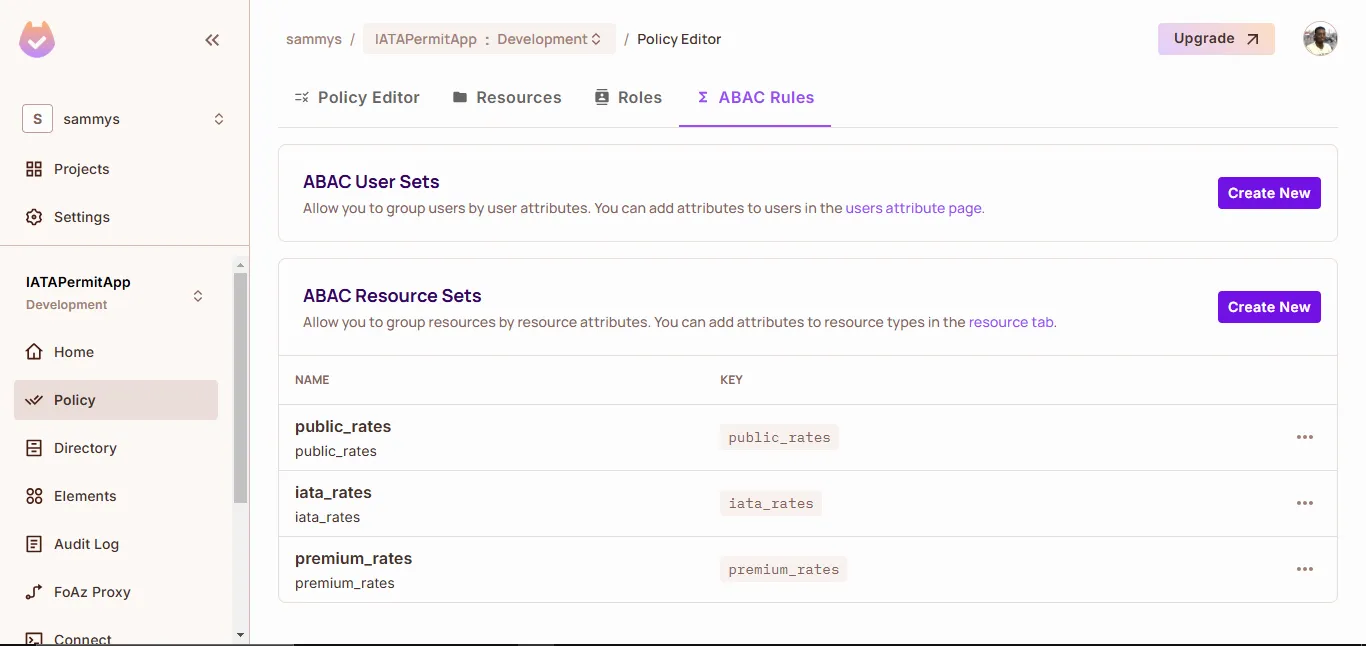 sammys / IATAPermitApp : Development / Policy Editor
Upgrade
S sammys
Projects
Settings
IATAPermitApp
Development
Home
Policy
Directory
Elements
Audit Log
FoAz Proxy
Connect
Policy Editor Resources Roles Σ ABAC Rules
ABAC User Sets
Allow you to group users by user attributes. You can add attributes to users in the users attribute page.
Create New
ABAC Resource Sets
Allow you to group resources by resource attributes. You can add attributes to resource types in the resource tab.
Create New
NAME KEY
public_rates
public_rates
public_rates
iata_rates
iata_rates
iata_rates
premium_rates
premium_rates
premium_rates